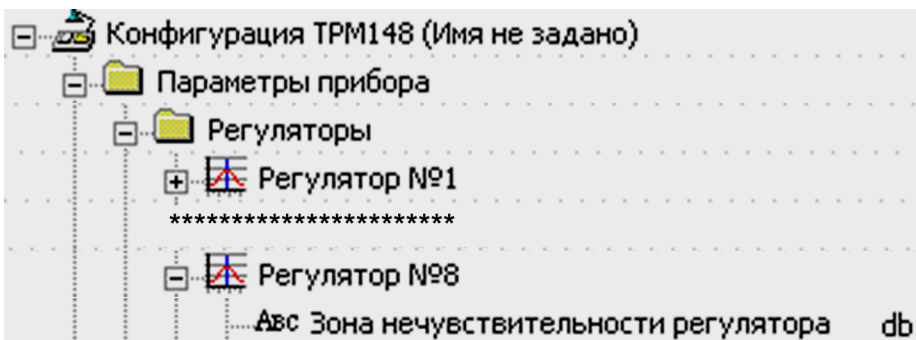 Конфигурация ТРМ148 (Имя не задано)
Параметры прибора
Регуляторы
Регулятор №1
***********************
Регулятор №8
Авс Зона нечувствительности регулятора db